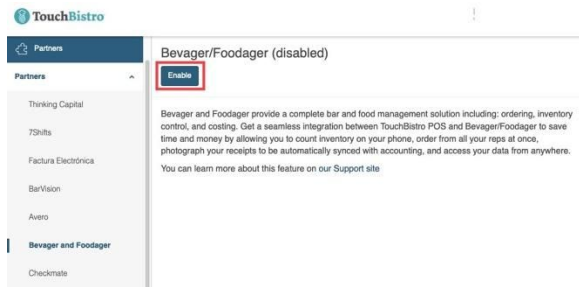 TouchBistro
Partners
Partners
Thinking Capital
7Shifts
Factura Electrónica
BarVision
Avero
Bevager and Foodager
Checkmate
Bevager/Foodager (disabled)
Enable
Bevager and Foodager provide a complete bar and food management solution including: ordering, inventory
control, and costing. Get a seamless integration between TouchBistro POS and Bevager/Foodager to save
time and money by allowing you to count inventory on your phone, order from all your reps at once,
photograph your receipts to be automatically synced with accounting, and access your data from anywhere.
You can learn more about this feature on our Support site